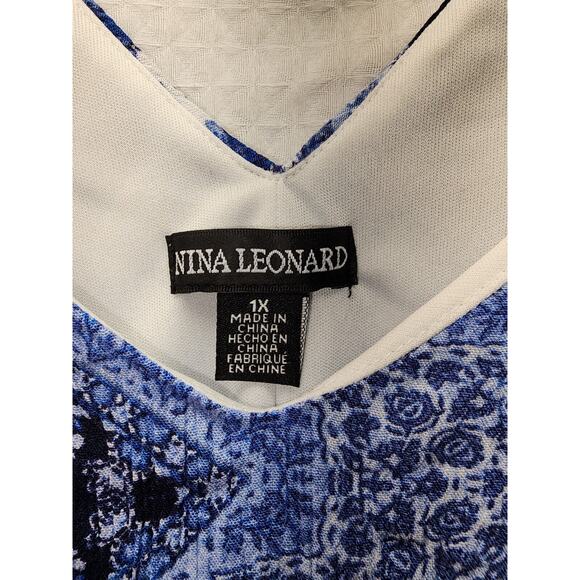 NINA LEONARD
1X
MADE IN
CHINA
HECHO EN
CHINA
FABRIQUÉ
EN CHINE